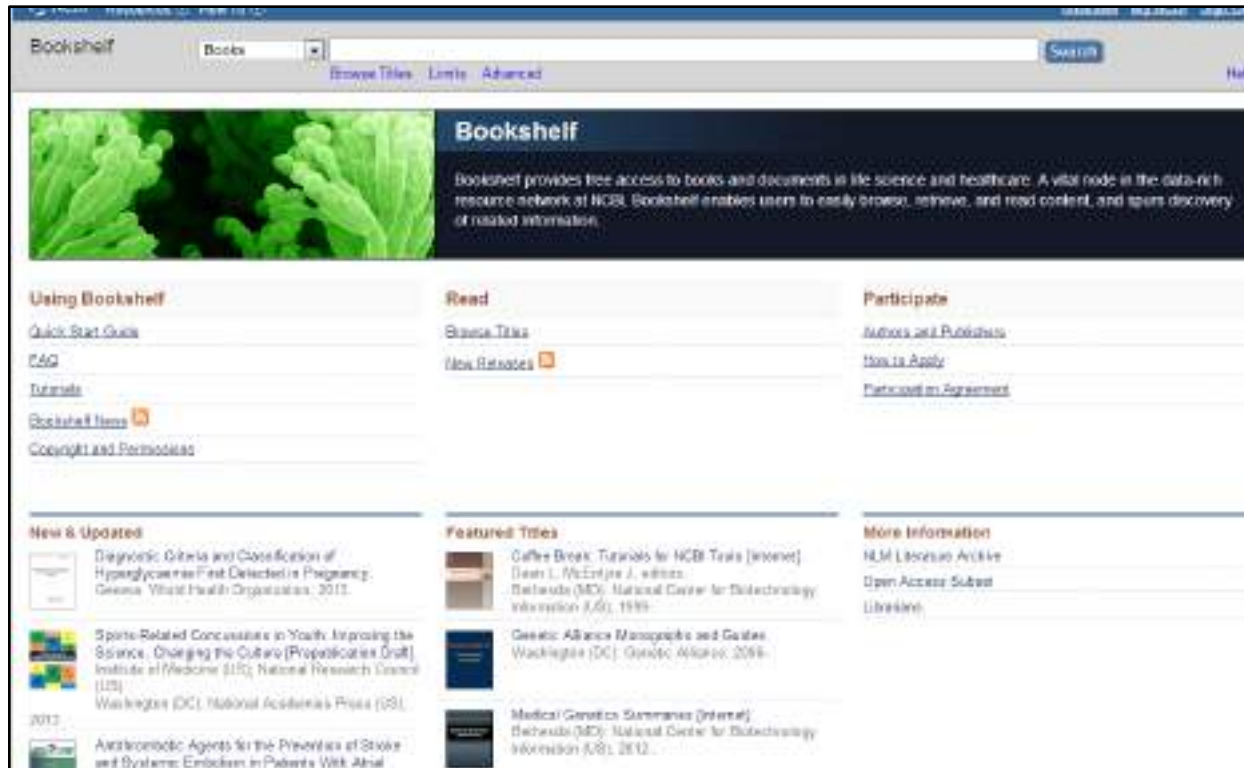 Bookshelf
Books
Search
Browse Titles Limits Advanced
Bookshelf
Bookshelf provides free access to books and documents in life science and healthcare. A vital node in the data-rich
resource network at NCBI, Bookshelf enables users to easily browse, retrieve, and read content, and spurs discovery
of related information.
Using Bookshelf
Quick Start Guide
FAQ
Tutorials
Bookshelf News
Copyright and Permissions
Read
Browse Titles
New Releases
Participate
Authors and Publishers
How to Apply
Participation Agreement
New & Updated
Diagnostic Criteria and Classification of
Hyperglycaemia First Detected in Pregnancy.
Geneva: World Health Organization; 2013.
Sports-Related Concussions in Youth: Improving the
Science, Changing the Culture [Prepublication Draft].
Institute of Medicine (US); National Research Council
(US).
Washington (DC): National Academies Press (US);
2013.
Antithrombotic Agents for the Prevention of Stroke
and Systemic Embolism in Patients With Atrial
Featured Titles
Coffee Break: Tutorials for NCBI Tools [Internet].
Dean L, McEntyre J, editors.
Bethesda (MD): National Center for Biotechnology
Information (US); 1999-.
Genetic Alliance Monographs and Guides.
Washington (DC): Genetic Alliance; 2008-.
Medical Genetics Summaries [Internet].
Bethesda (MD): National Center for Biotechnology
Information (US); 2012-.
More Information
NLM Literature Archive
Open Access Subset
Librarians